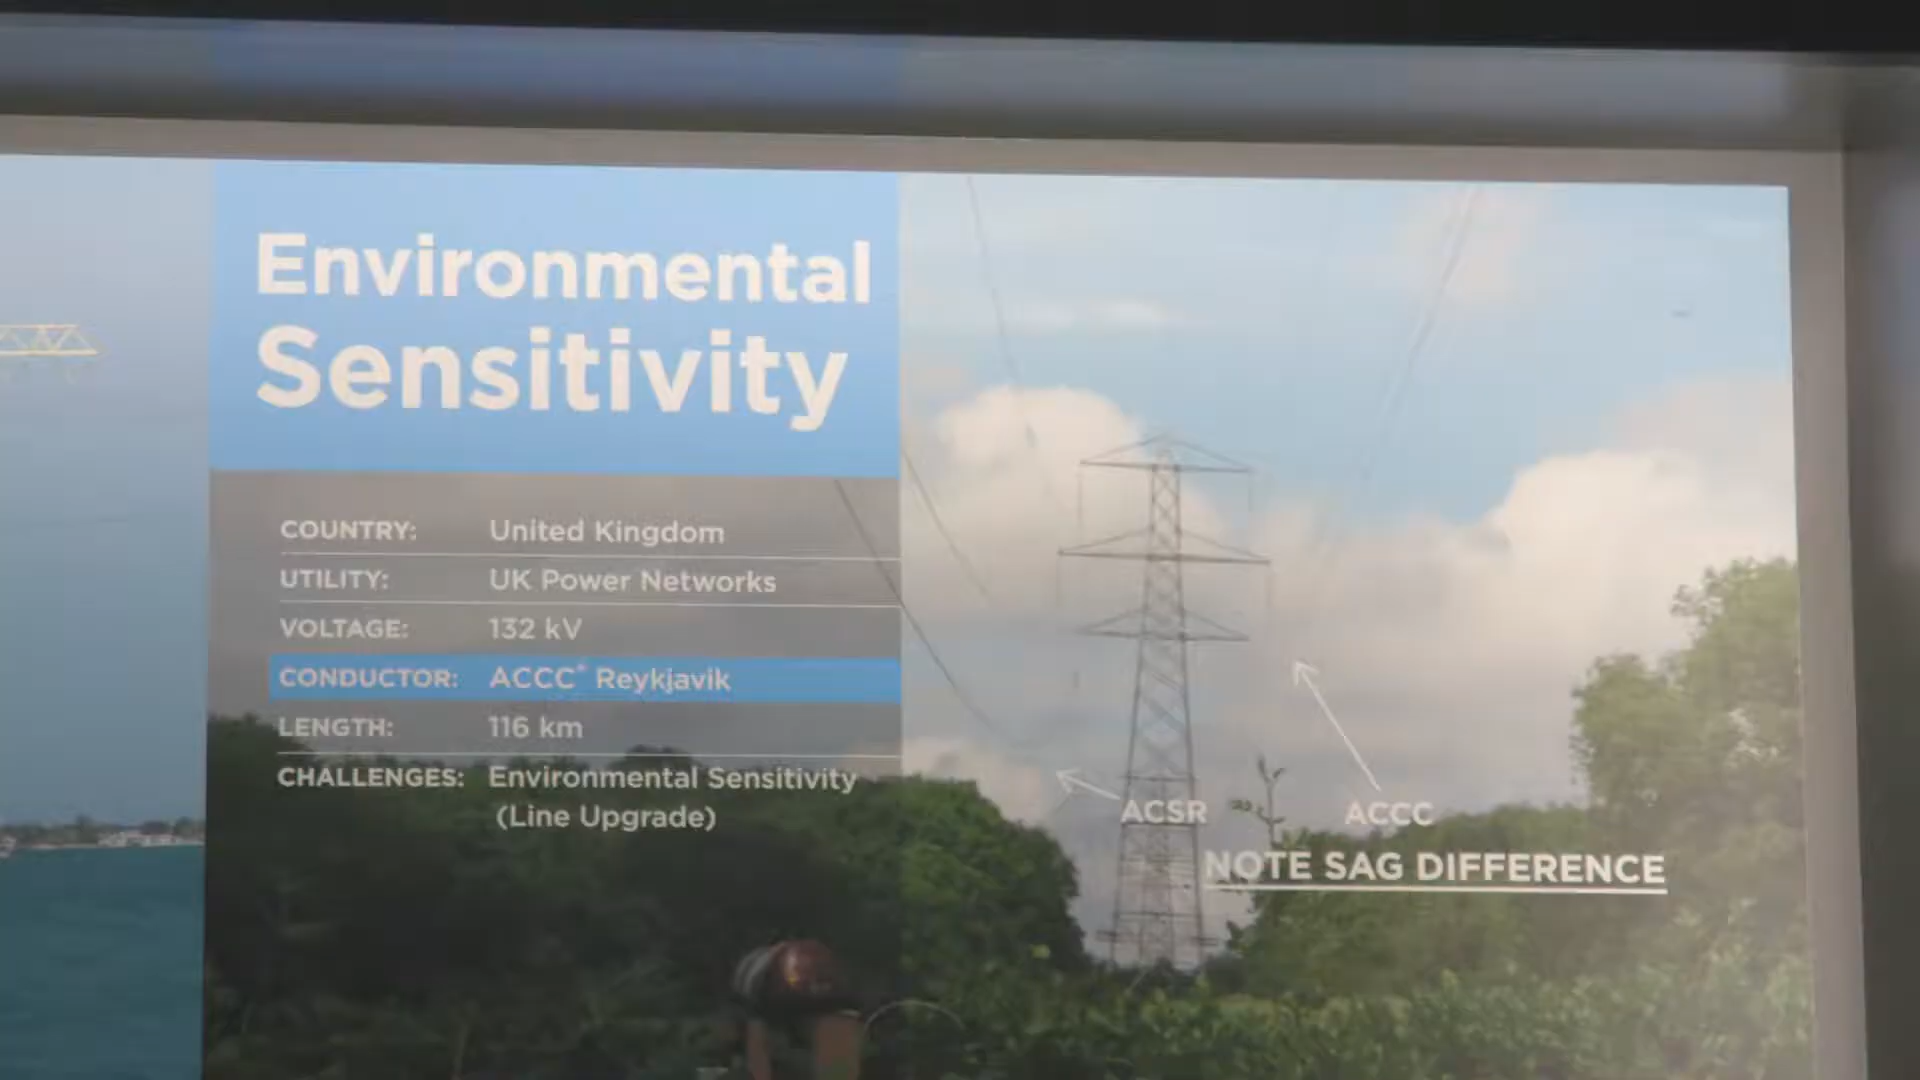 Environmental
Sensitivity
COUNTRY: United Kingdom
UTILITY: UK Power Networks
VOLTAGE: 132 kV
CONDUCTOR: ACCC® Reykjavik
LENGTH: 116 km
CHALLENGES: Environmental Sensitivity
(Line Upgrade)
ACSR
ACCC
NOTE SAG DIFFERENCE